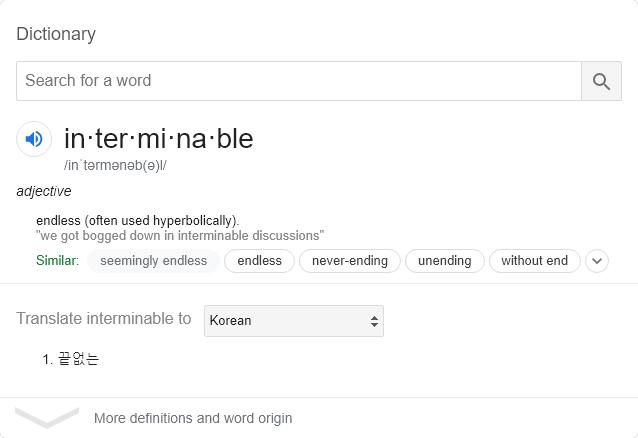 Dictionary
Search for a word
in·ter·mi·na·ble
/inˈtərmənəb(ə)l/
adjective
endless (often used hyperbolically).
"we got bogged down in interminable discussions"
Similar: seemingly endless endless never-ending unending without end
Translate interminable to Korean
1. 끝없는
More definitions and word origin